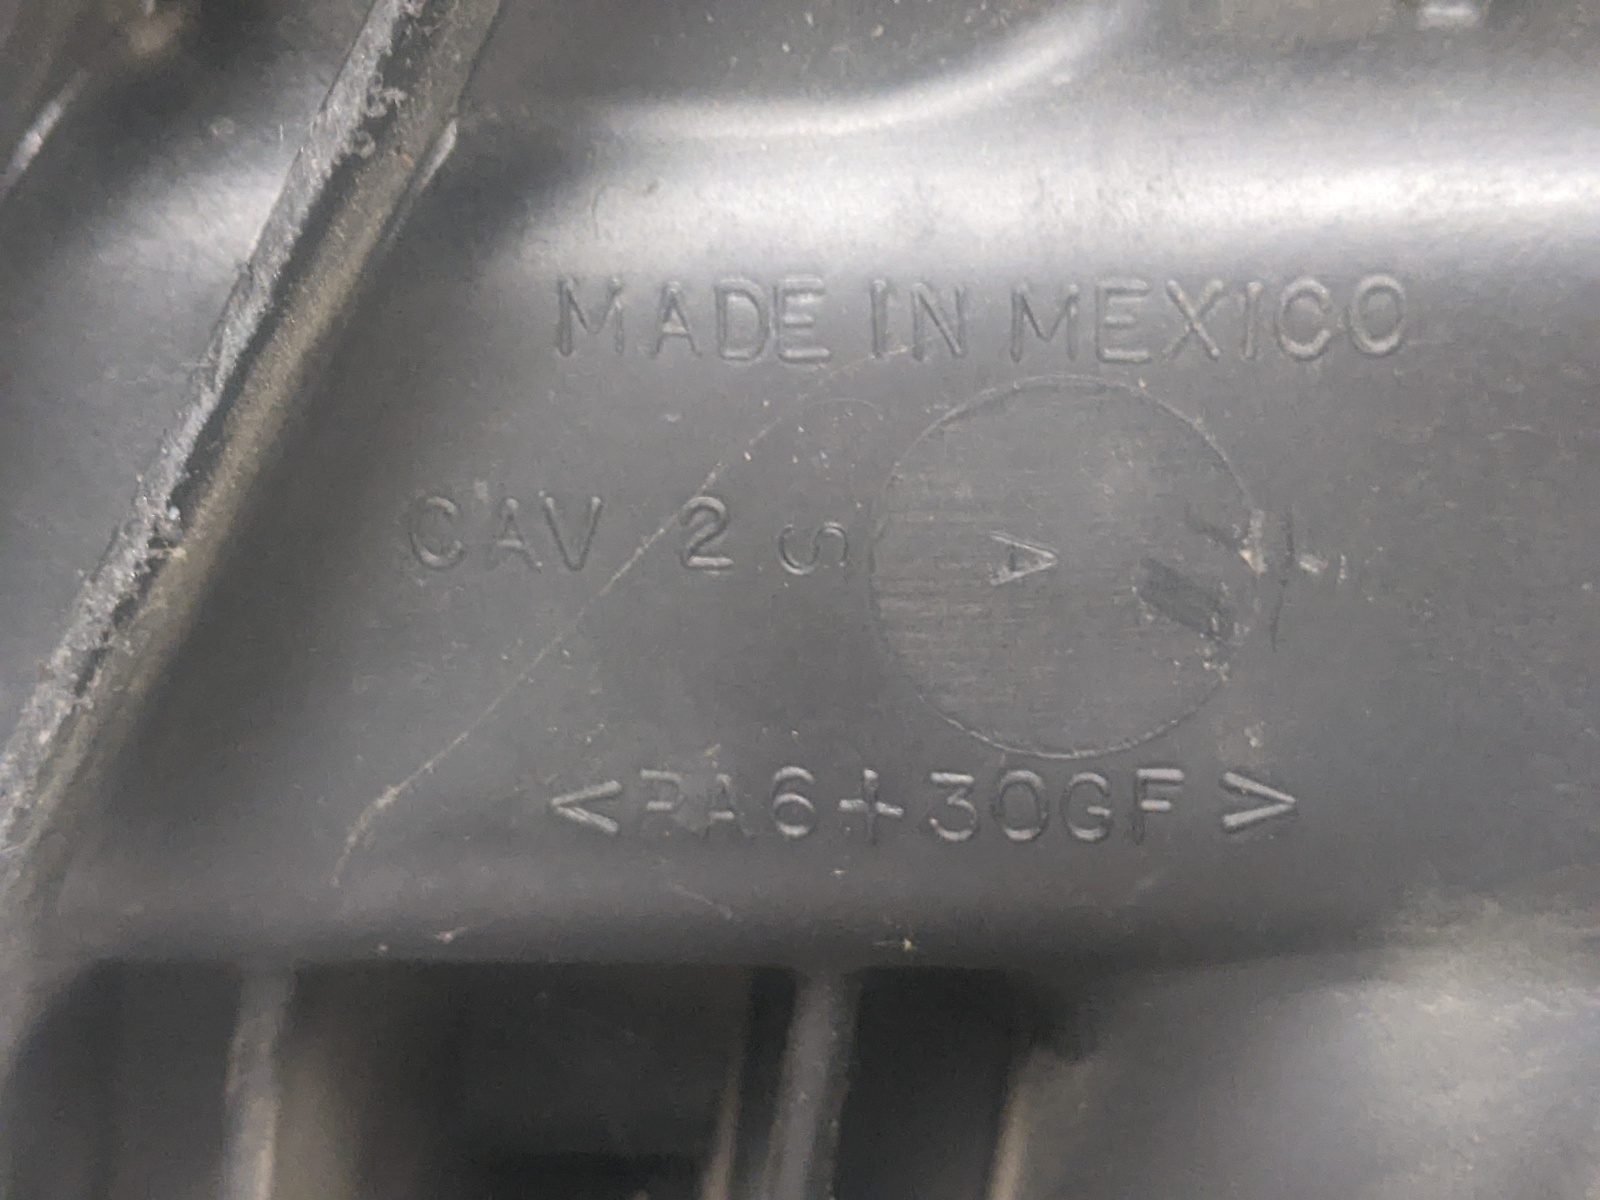 MADE IN MEXICO
CAV 2 S A
<PA6+30GF>